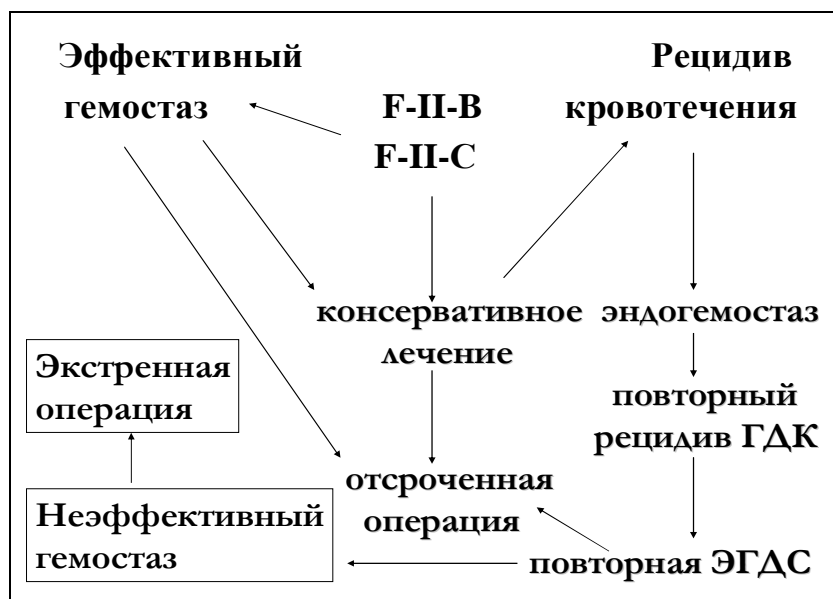 Эффективный
гемостаз
F-II-B
F-II-C
Рецидив
кровотечения
консервативное
лечение
эндогемостаз
Экстренная
операция
повторный
рецидив ГДК
отсроченная
операция
Неэффективный
гемостаз
повторная ЭГДС